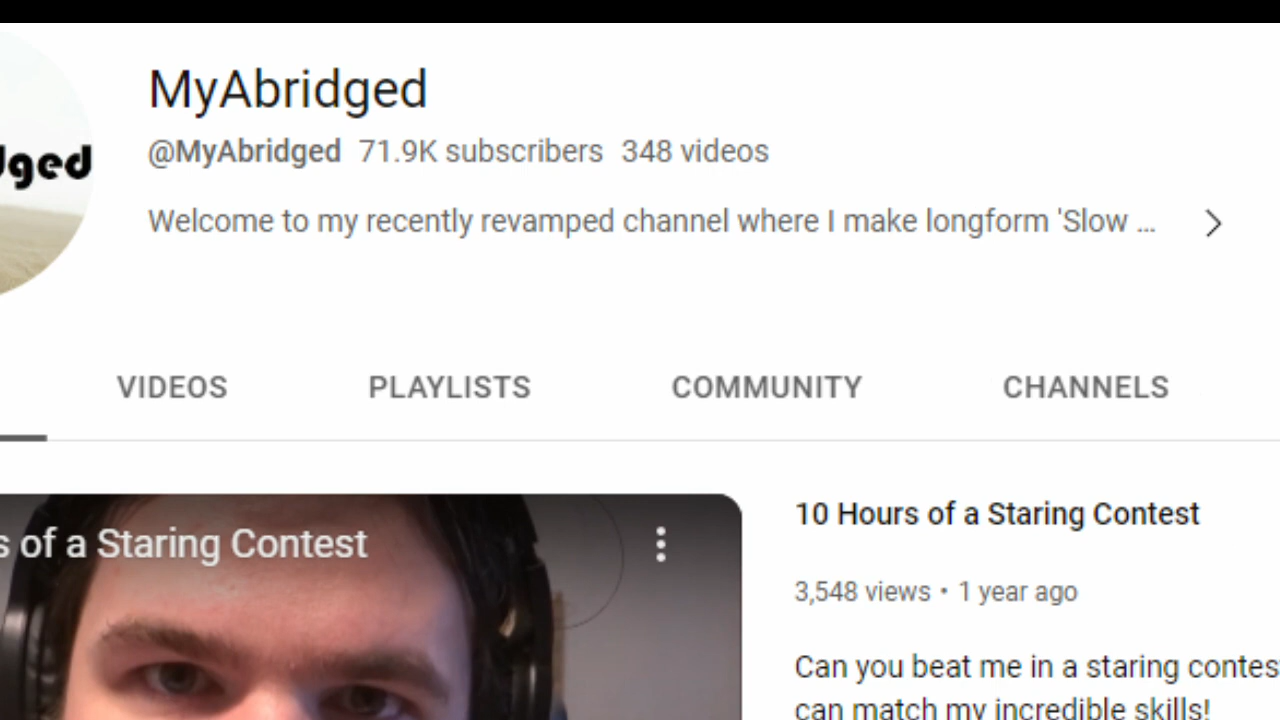 MyAbridged
@MyAbridged 71.9K subscribers 348 videos
dged
Welcome to my recently revamped channel where I make longform 'Slow ...
VIDEOS PLAYLISTS COMMUNITY CHANNELS
s of a Staring Contest
10 Hours of a Staring Contest
3,548 views • 1 year ago
Can you beat me in a staring contes
can match my incredible skills!